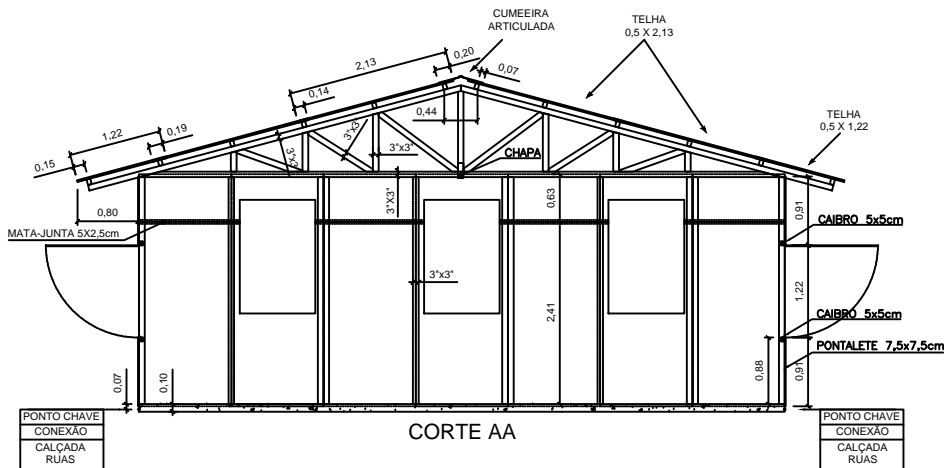 CUMEEIRA
ARTICULADA
TELHA
0,5 X 2,13
0,20
2,13
0,07
0,14
0,44
TELHA
0,5 X 1,22
1,22
0,19
0,15
3"x3"
3"x3
3"x3"
CHAPA
3"X3"
0,63
0,91
0,80
MATA-JUNTA 5X2,5cm
CAIBRO 5x5cm
3"x3"
2,41
1,22
CAIBRO 5x5cm
PONTALETE 7,5x7,5cm
0,88
0,91
0,07
0,10
PONTO CHAVE
CONEXÃO
CALÇADA
RUAS
CORTE AA
PONTO CHAVE
CONEXÃO
CALÇADA
RUAS